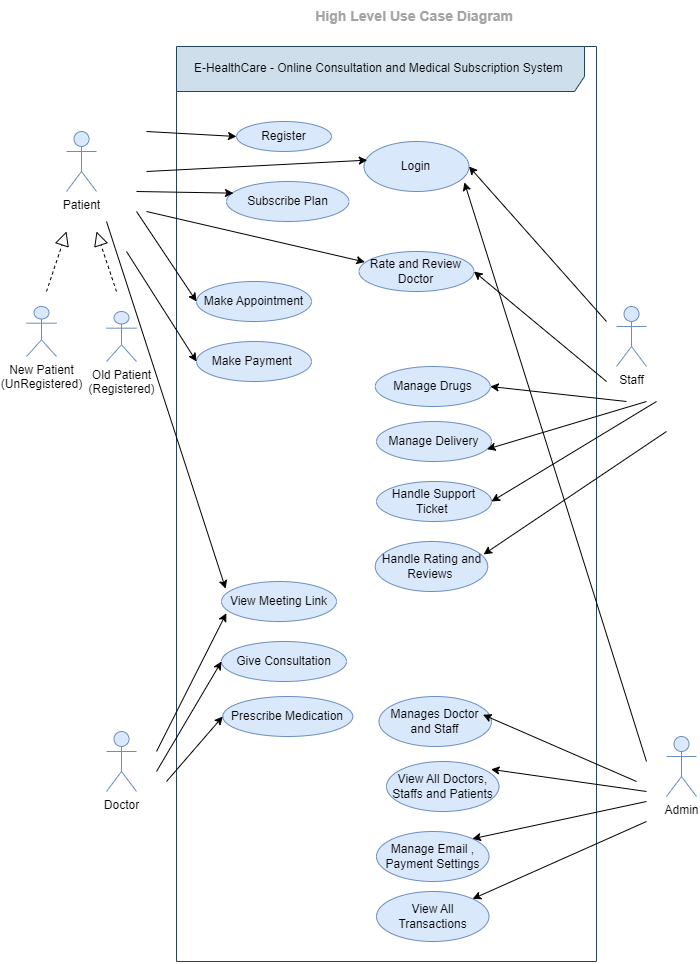 High Level Use Case Diagram
E-HealthCare - Online Consultation and Medical Subscription System
Register
Login
Patient
Subscribe Plan
Rate and Review
Doctor
Make Appointment
New Patient
(UnRegistered)
Old Patient
(Registered)
Make Payment
Staff
Manage Drugs
Manage Delivery
Handle Support
Ticket
Handle Rating and
Reviews
View Meeting Link
Give Consultation
Prescribe Medication
Manages Doctor
and Staff
Doctor
View All Doctors,
Staffs and Patients
Admin
Manage Email ,
Payment Settings
View All
Transactions